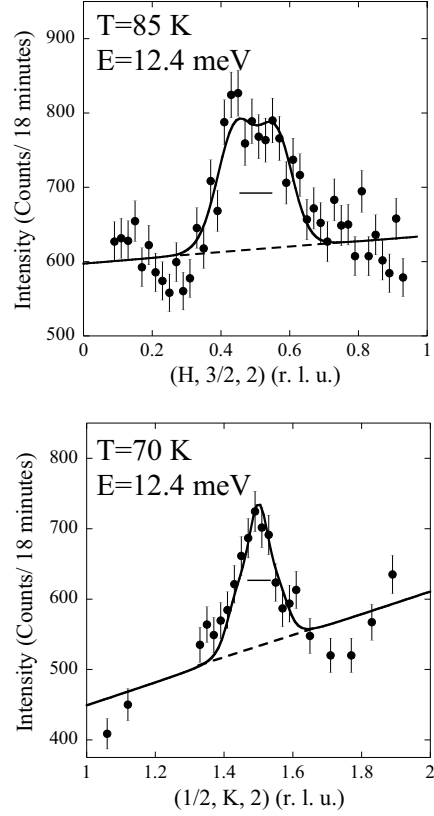 T=85 K
E=12.4 meV
Intensity (Counts/ 18 minutes)
900
800
700
600
500
0
0.2
0.4
0.6
0.8
1
(H, 3/2, 2) (r. l. u.)
T=70 K
E=12.4 meV
Intensity (Counts/ 18 minutes)
800
700
600
500
400
1
1.2
1.4
1.6
1.8
2
(1/2, K, 2) (r. l. u.)